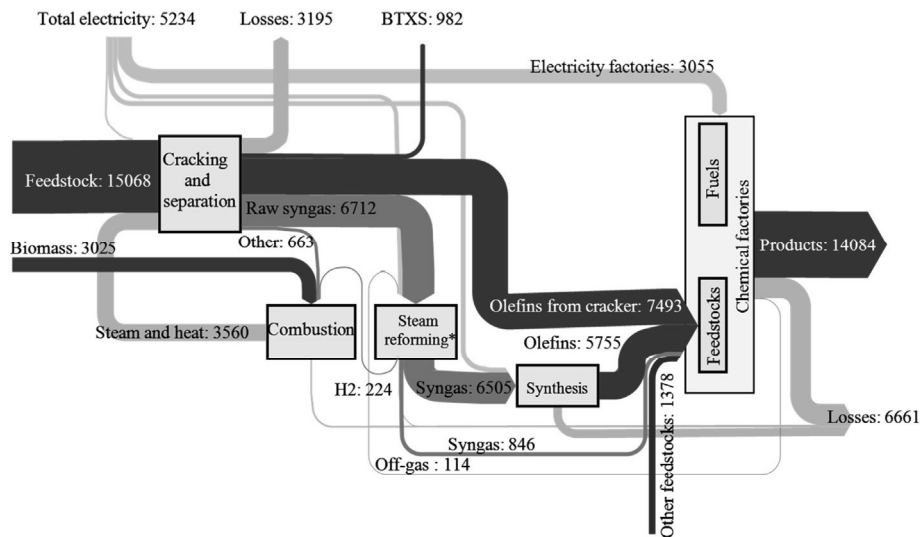 Total electricity: 5234
Losses: 3195
BTXS: 982
Electricity factories: 3055
Feedstock: 15068
Cracking
and
separation
Fuels
Raw syngas: 6712
Chemical factories
Other: 663
Biomass: 3025
Products: 14084
Olefins from cracker: 7493
Steam and heat: 3560
Combustion
Steam
reforming*
Olefins: 5755
Feedstocks
H2: 224
Syngas: 6505
Synthesis
Other feedstocks: 1378
Losses: 6661
Syngas: 846
Off-gas : 114